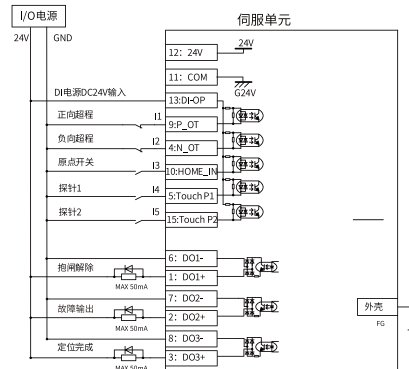 I/O电源
伺服单元
24V
GND
24V
12: 24V
11: COM
G24V
DI电源DC24V输入
13:DI-OP
正向超程
I1
9:P_OT
负向超程
I2
4:N_OT
原点开关
I3
10:HOME_IN
探针1
I4
5:Touch P1
探针2
I5
15:Touch P2
6: DO1-
抱闸解除
1: DO1+
MAX 50mA
7: DO2-
外壳
故障输出
2: DO2+
FG
MAX 50mA
8: DO3-
定位完成
3: DO3+
MAX 50mA